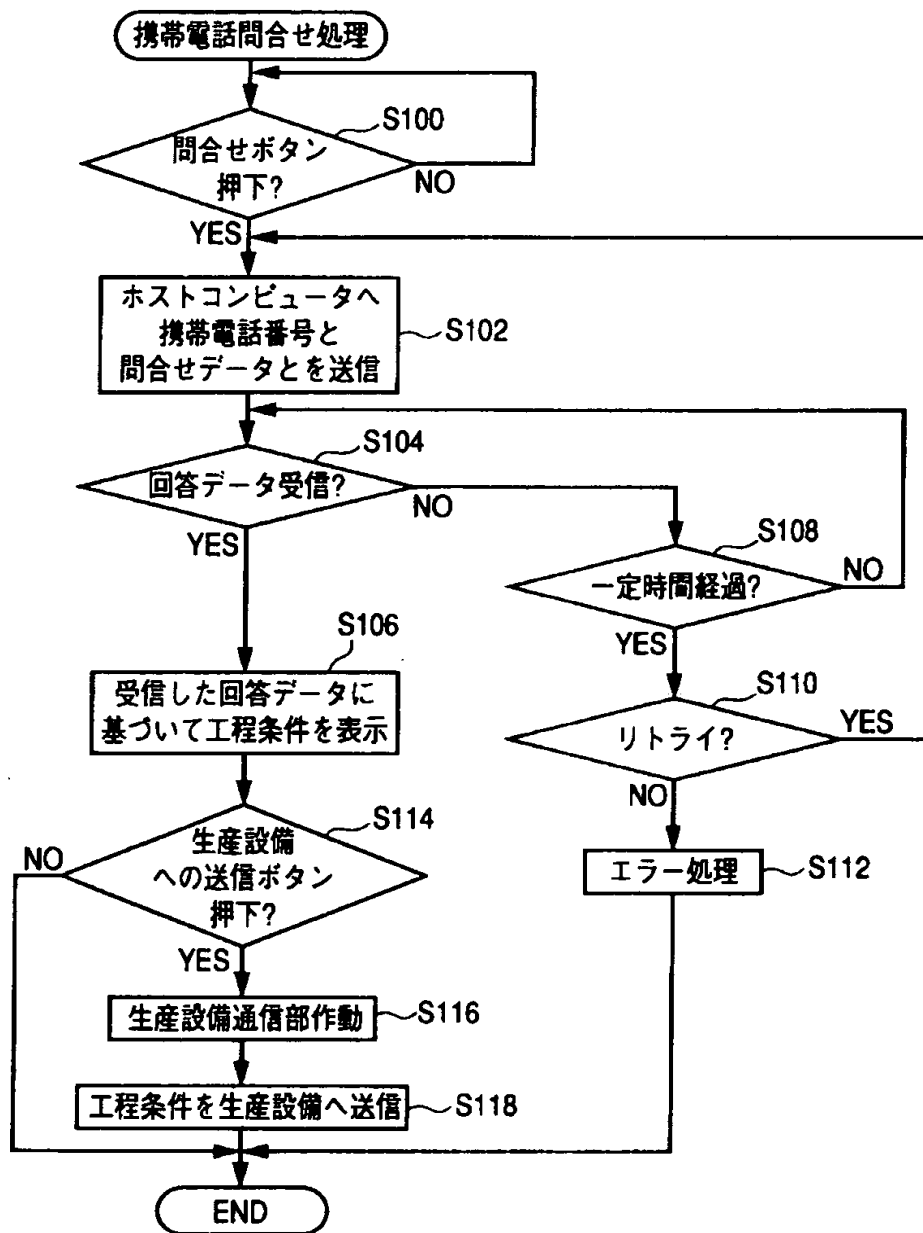 携帯電話問合せ処理
S100
問合せボタン
押下?
NO
YES
ホストコンピュータへ
携帯電話番号と
問合せデータとを送信
S102
S104
回答データ受信?
NO
YES
S108
一定時間経過?
NO
YES
S106
受信した回答データに
基づいて工程条件を表示
S110
リトライ?
YES
NO
S114
生産設備
への送信ボタン
押下?
NO
YES
エラー処理
S112
生産設備通信部作動
S116
工程条件を生産設備へ送信
S118
END